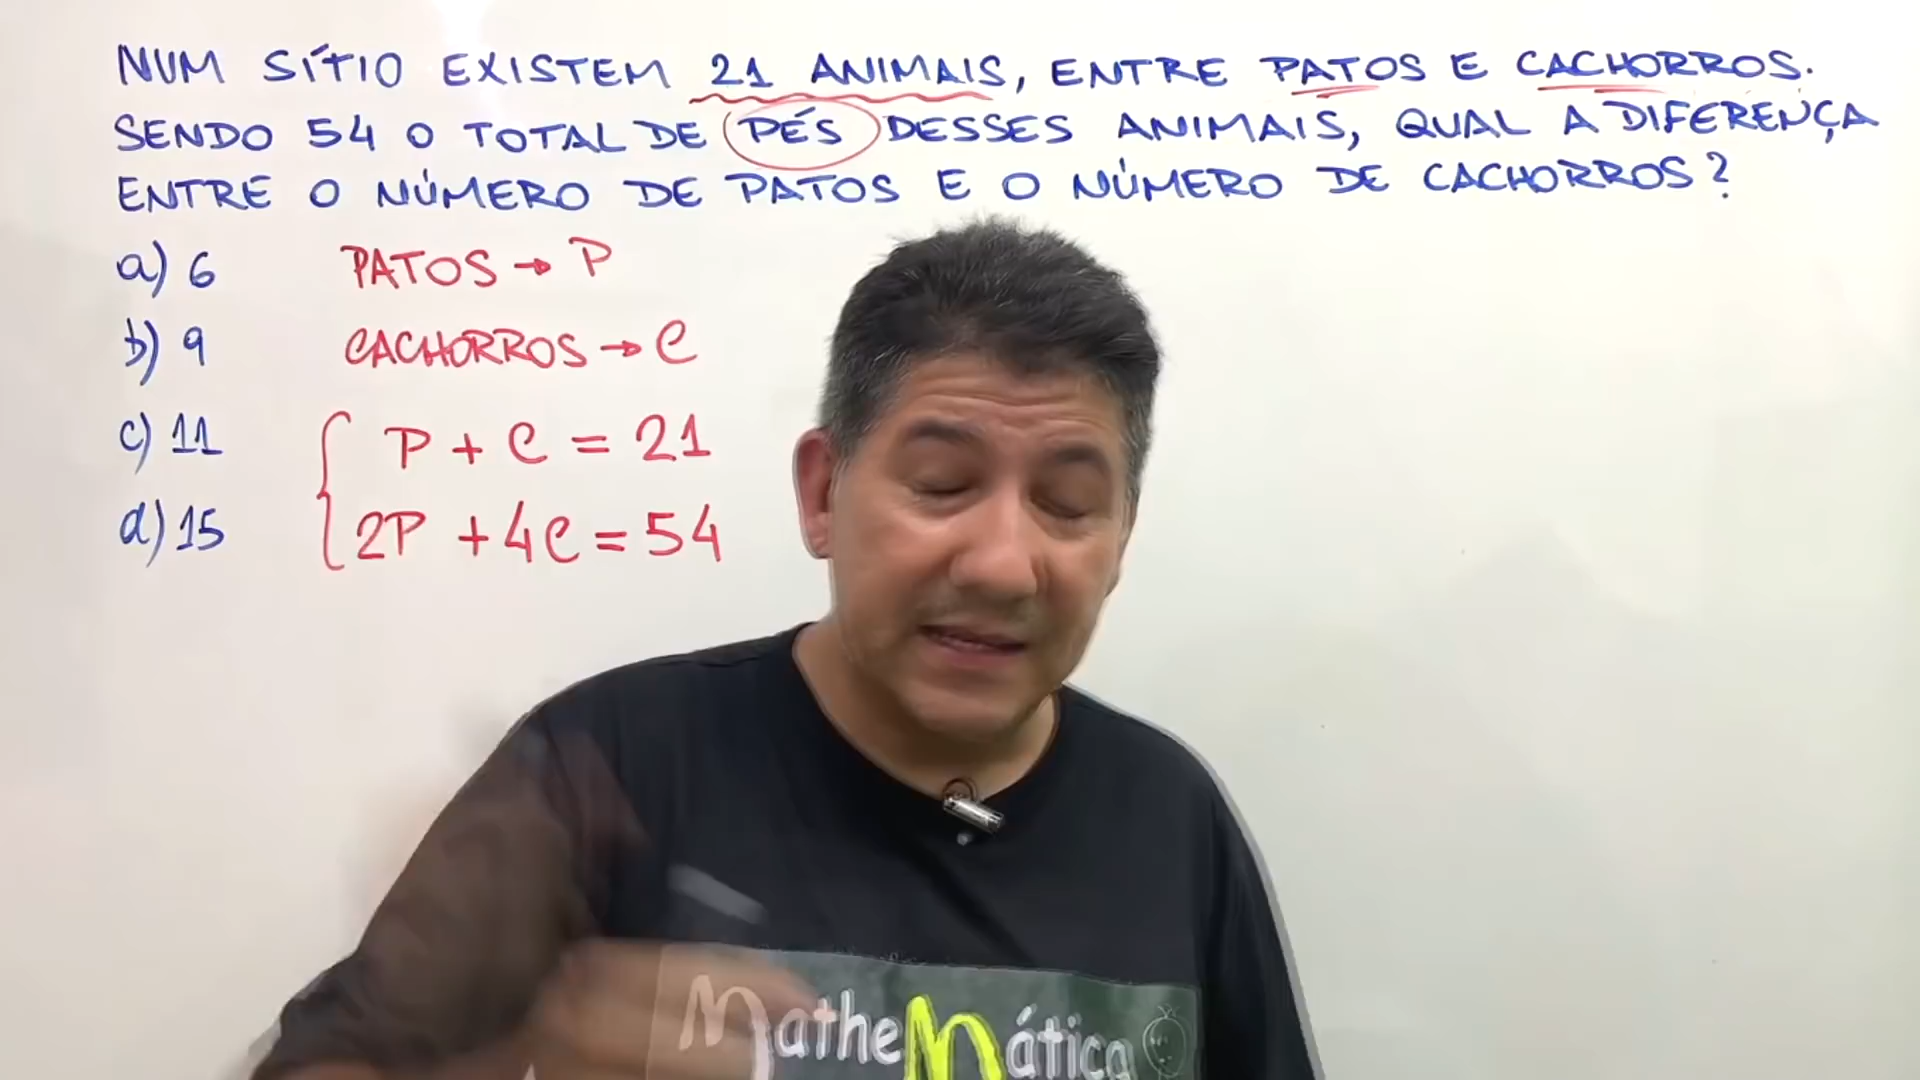 NUM SÍTIO EXISTEM 21 ANIMAIS, ENTRE PATOS E CACHORROS.
SENDO 54 O TOTAL DE PÉS DESSES ANIMAIS, QUAL A DIFERENÇA
ENTRE O NÚMERO DE PATOS E O NÚMERO DE CACHORROS?
a) 6 PATOS → P
b) 9 CACHORROS → C
c) 11 P + C = 21
d) 15 2P + 4C = 54
MatheMática